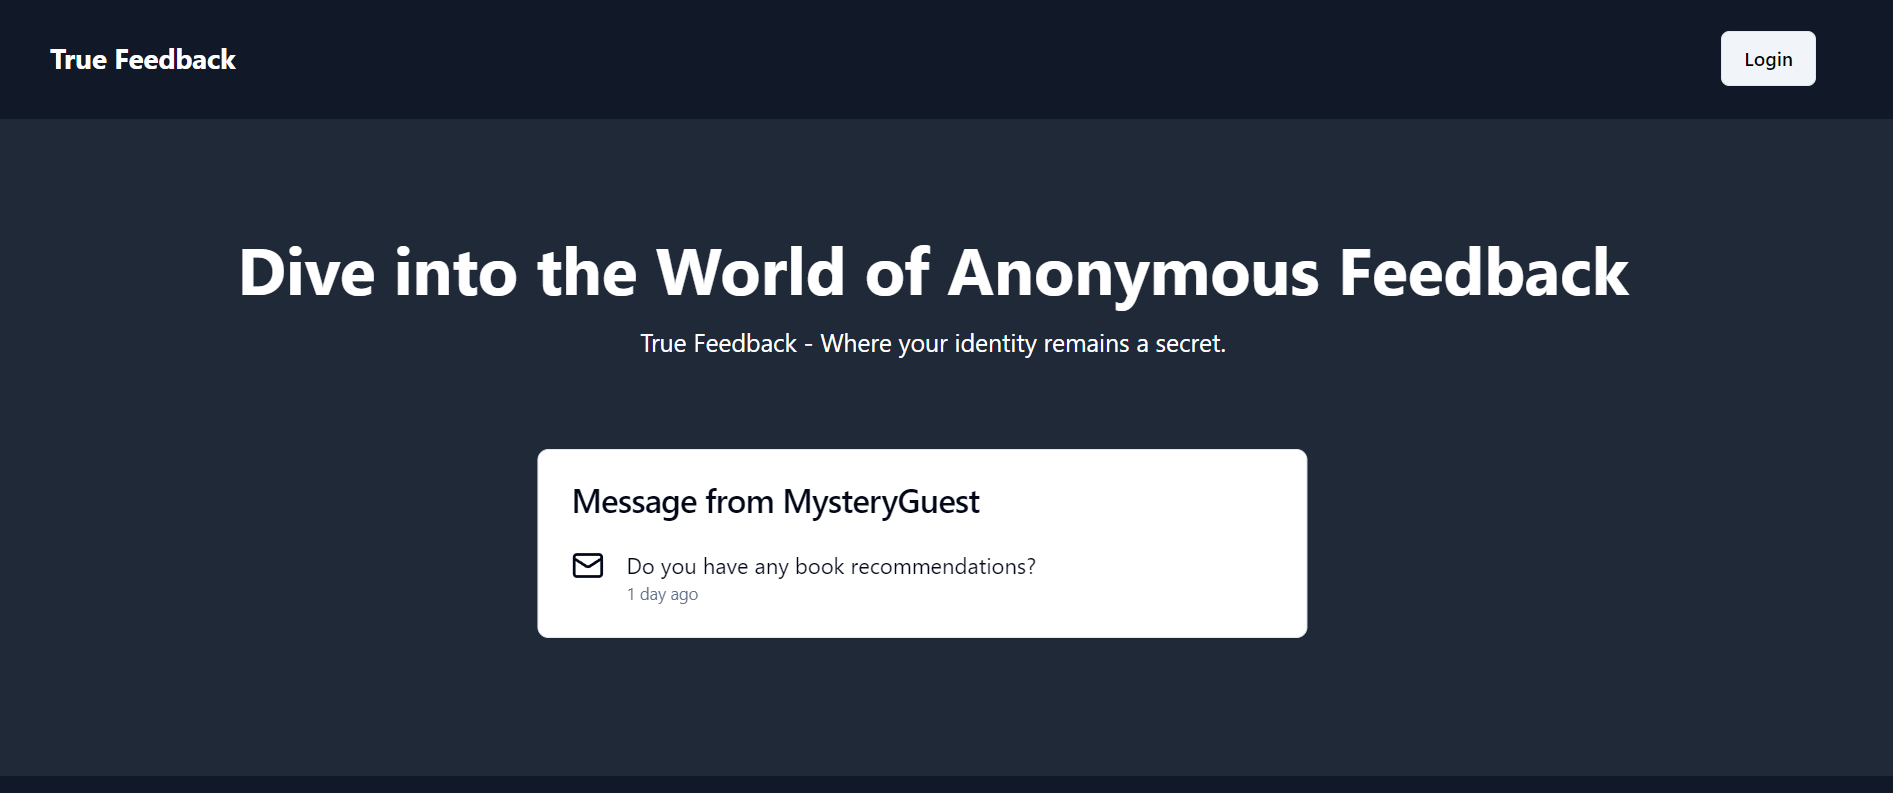 True Feedback
Login
Dive into the World of Anonymous Feedback
True Feedback - Where your identity remains a secret.
Message from MysteryGuest
Do you have any book recommendations?
1 day ago